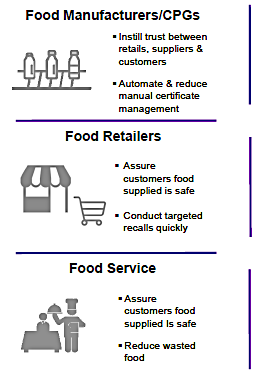 Food Manufacturers/CPGs
▪ Instill trust between
retails, suppliers &
customers
▪ Automate & reduce
manual certificate
management
Food Retailers
▪ Assure
customers food
supplied is safe
▪ Conduct targeted
recalls quickly
Food Service
▪ Assure
customers food
supplied Is safe
▪ Reduce wasted
food